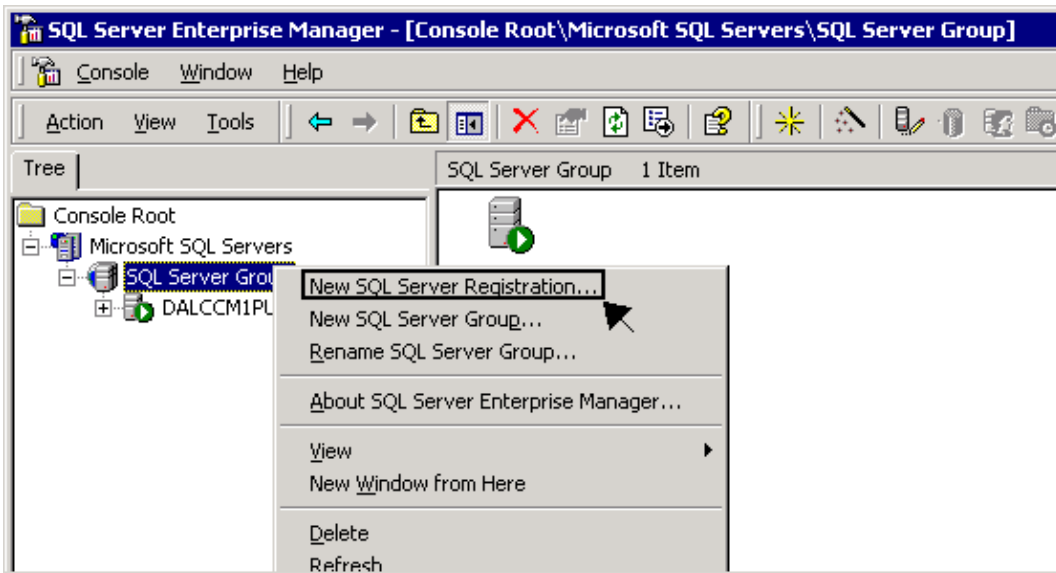 SQL Server Enterprise Manager - [Console Root\Microsoft SQL Servers\SQL Server Group]
Console Window Help
Action View Tools
Tree
SQL Server Group 1 Item
Console Root
Microsoft SQL Servers
SQL Server Grou
DALCCM1PU
New SQL Server Registration...
New SQL Server Group...
Rename SQL Server Group...
About SQL Server Enterprise Manager...
View
New Window from Here
Delete
Refresh